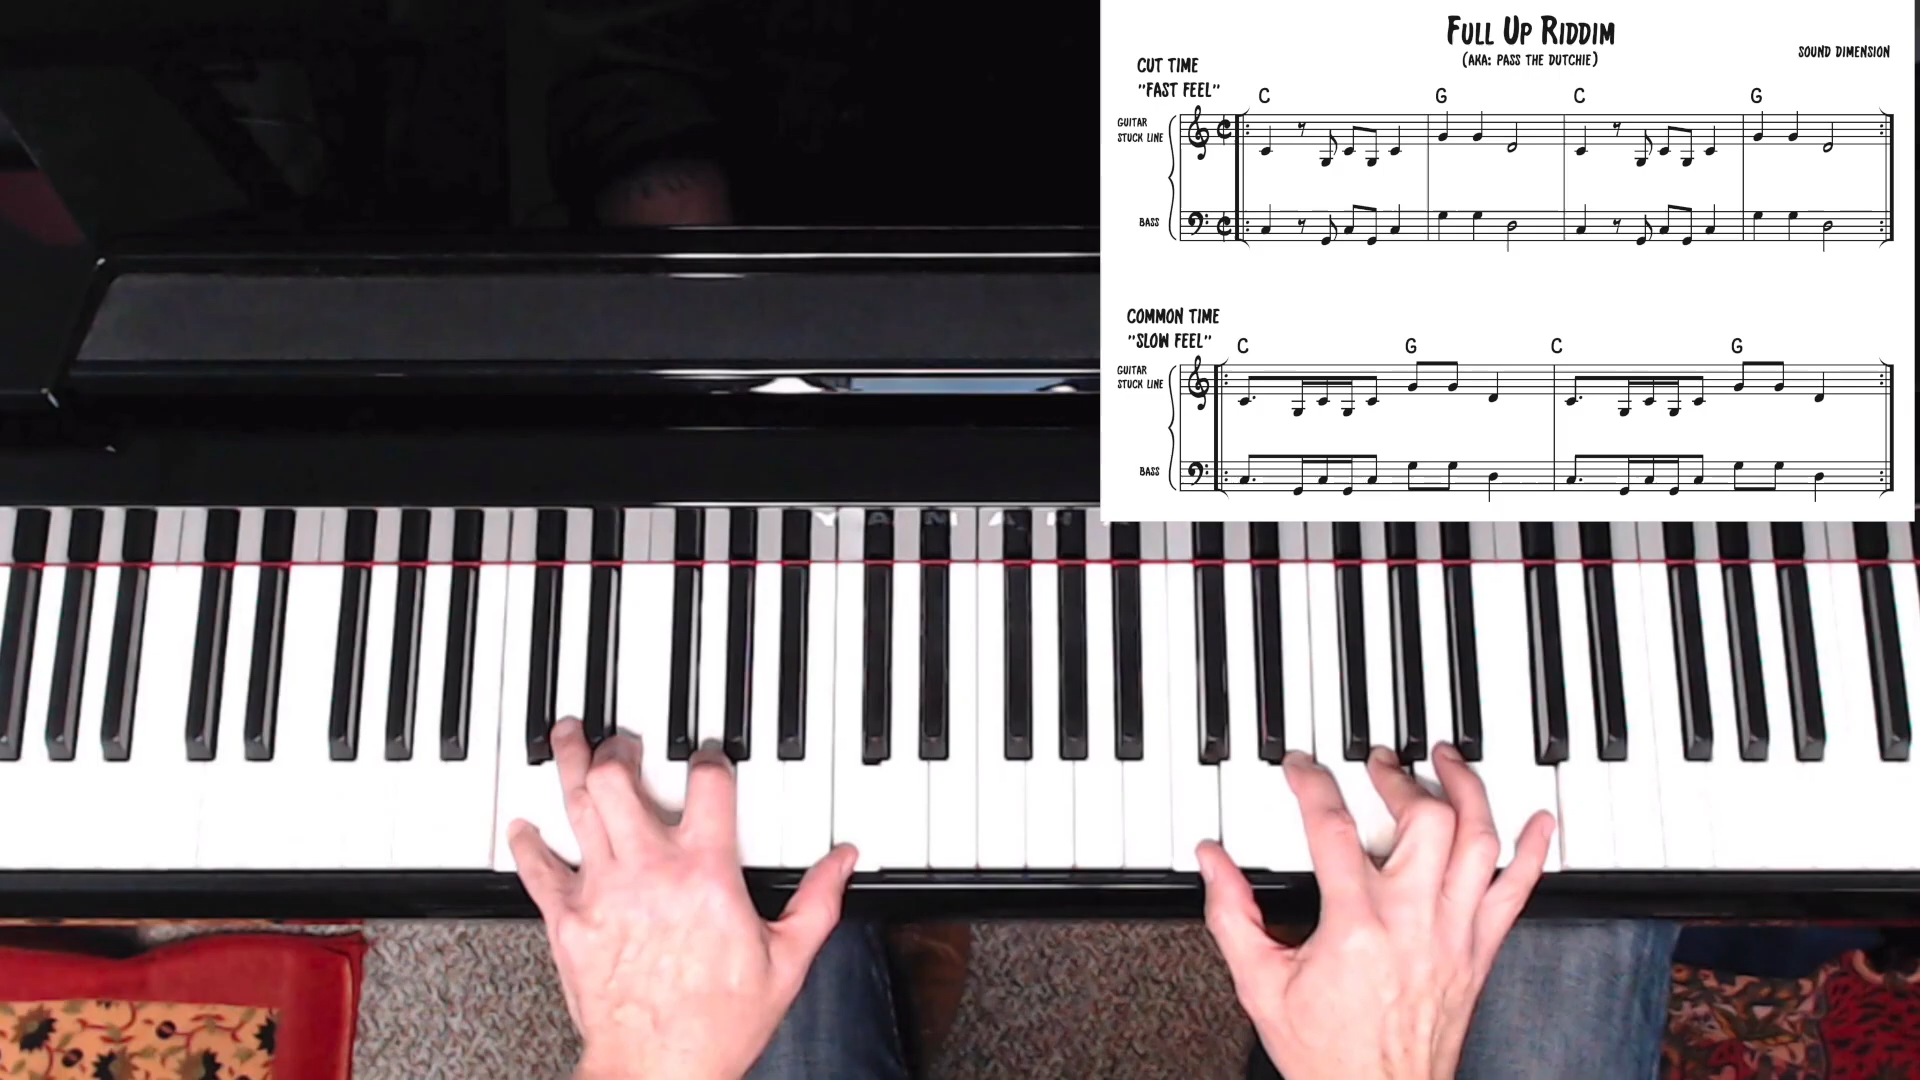 FULL UP RIDDIM
(AKA: PASS THE DUTCHIE)
SOUND DIMENSION
CUT TIME
"FAST FEEL"
C G C G
GUITAR
STUCK LINE
BASS
COMMON TIME
"SLOW FEEL"
C G C G
GUITAR
STUCK LINE
BASS
YAMAHA